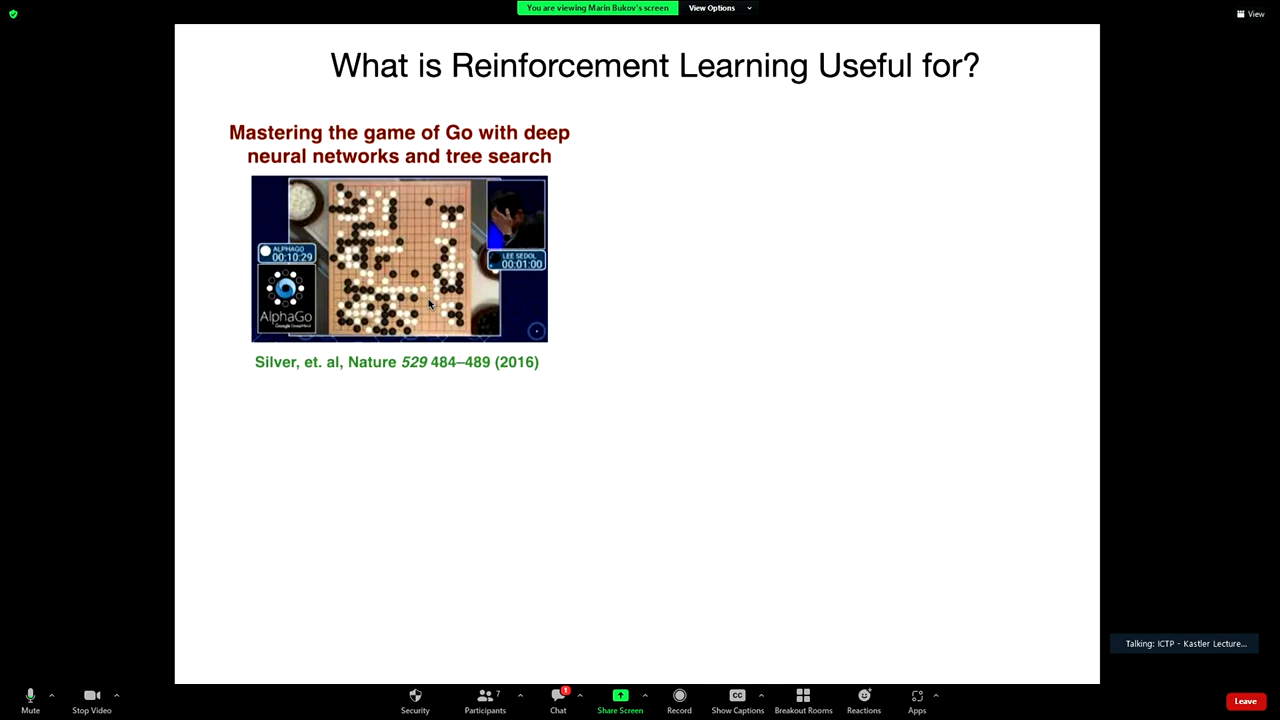 You are viewing Marin Bukov's screen
View Options
View
What is Reinforcement Learning Useful for?
Mastering the game of Go with deep
neural networks and tree search
ALPHAGO
00:10:29
LEE SEDOL
00:01:00
AlphaGo
Google DeepMind
Silver, et. al, Nature 529 484–489 (2016)
Talking: ICTP - Kastler Lecture...
Mute
Stop Video
Security
Participants
7
Chat
1
Share Screen
Record
CC
Show Captions
Breakout Rooms
Reactions
Apps
Leave